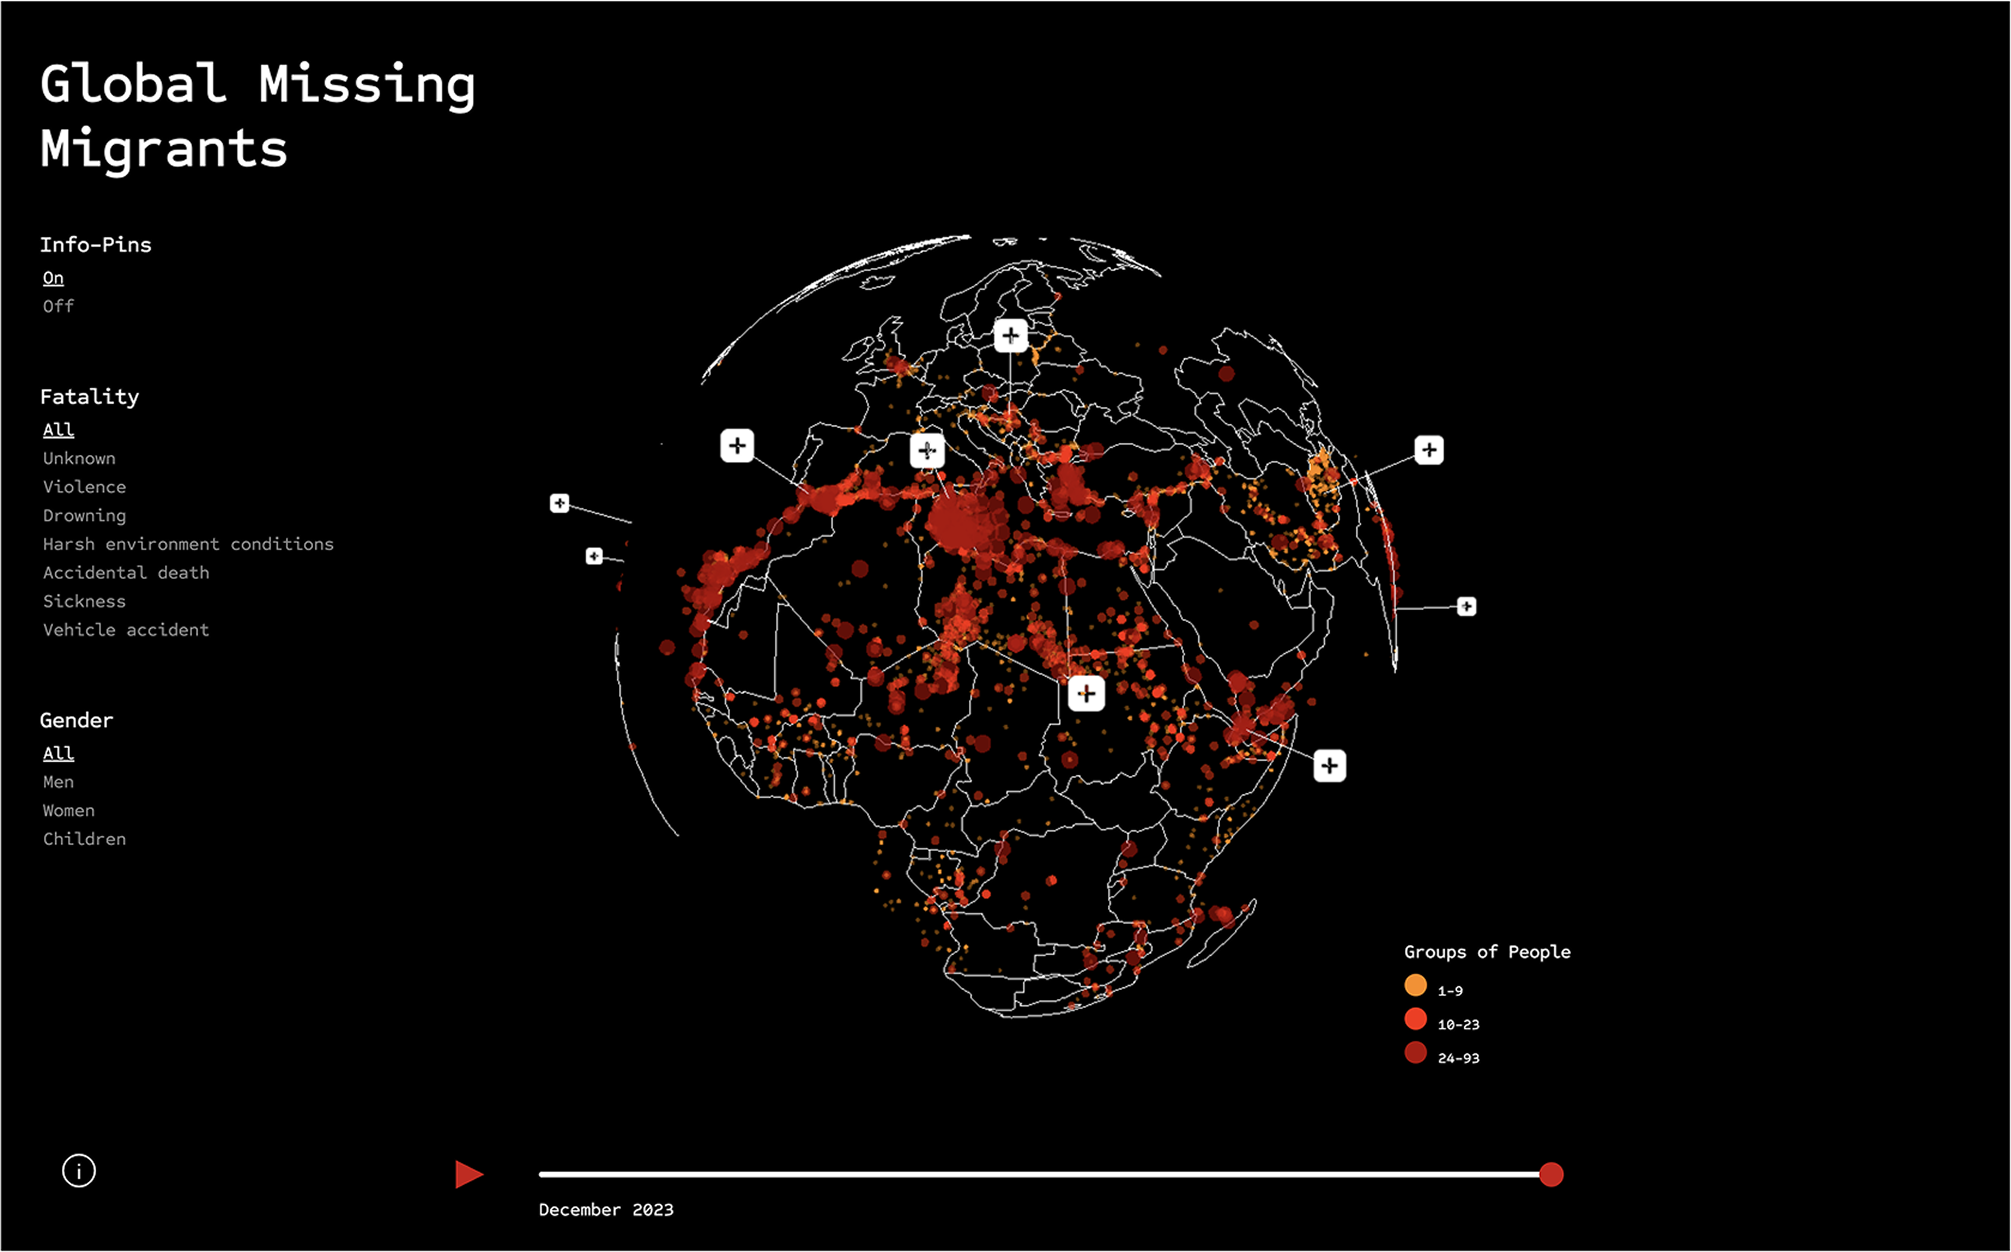 Global Missing
Migrants
Info-Pins
On
Off
Fatality
All
Unknown
Violence
Drowning
Harsh environment conditions
Accidental death
Sickness
Vehicle accident
Gender
All
Men
Women
Children
Groups of People
1-9
10-23
24-93
i
December 2023